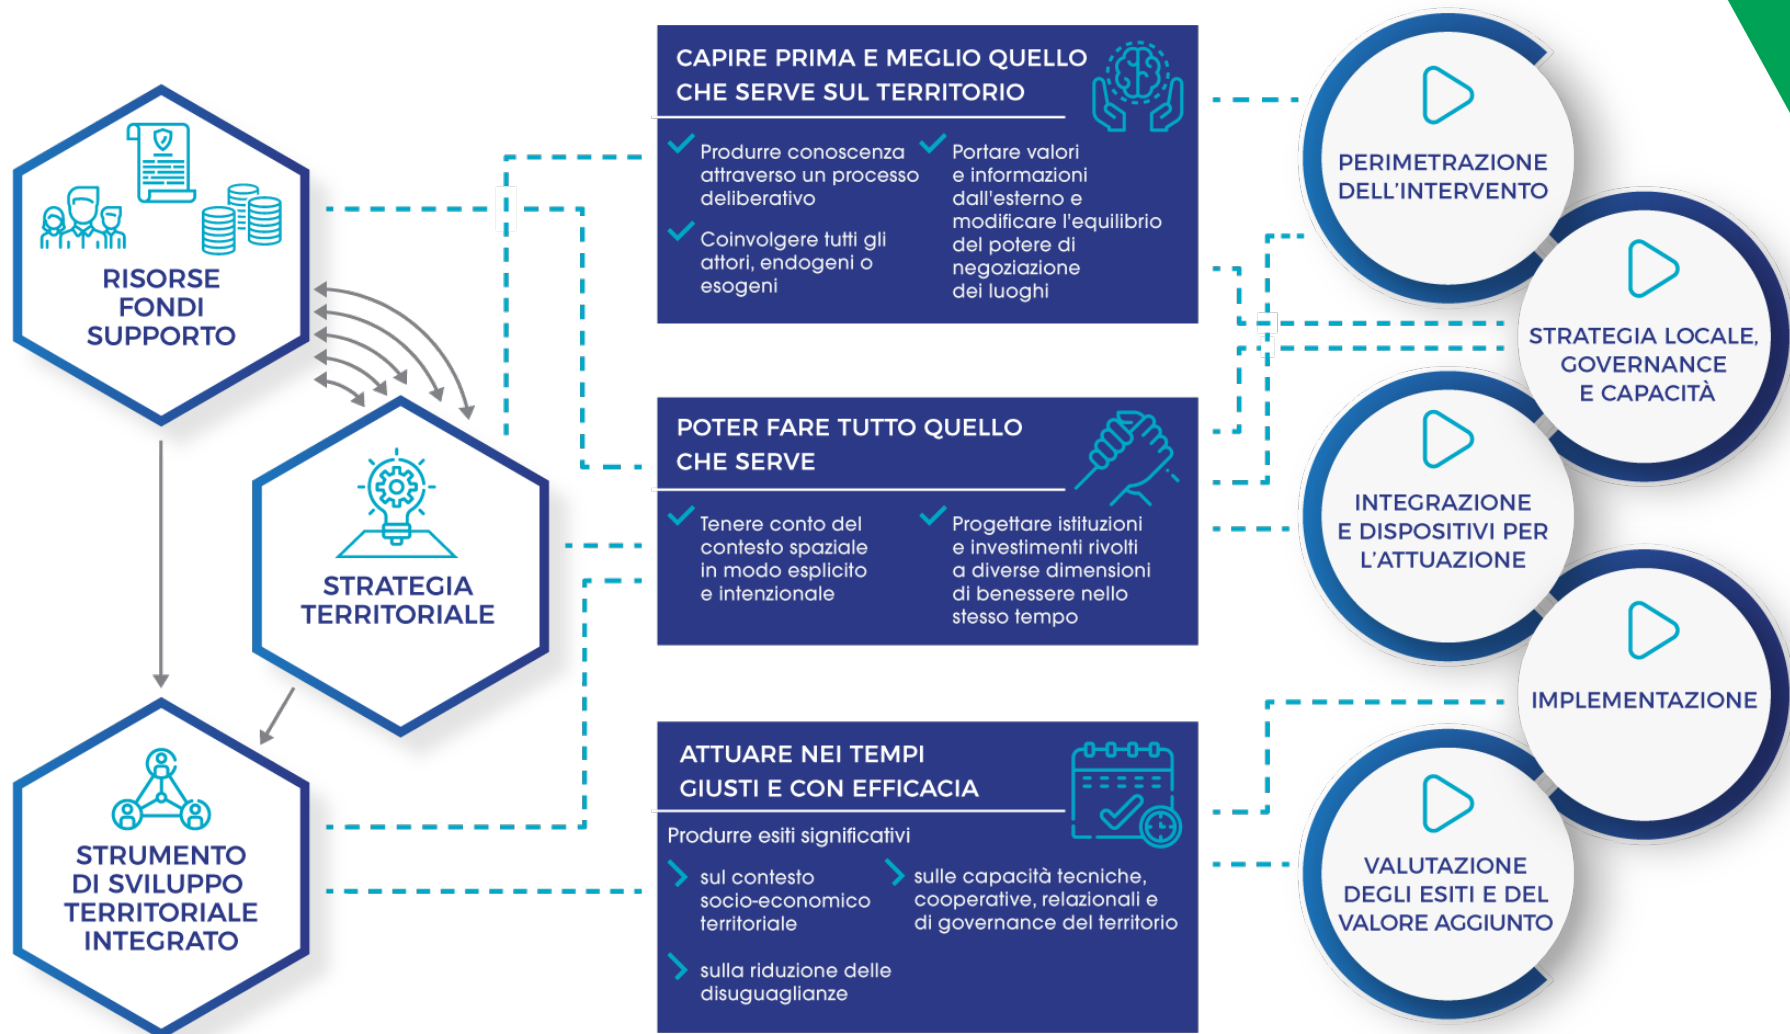 RISORSE
FONDI
SUPPORTO
STRATEGIA
TERRITORIALE
STRUMENTO
DI SVILUPPO
TERRITORIALE
INTEGRATO
CAPIRE PRIMA E MEGLIO QUELLO
CHE SERVE SUL TERRITORIO
Produrre conoscenza
attraverso un processo
deliberativo
Coinvolgere tutti gli
attori, endogeni o
esogeni
Portare valori
e informazioni
dall'esterno e
modificare l'equilibrio
del potere di
negoziazione
dei luoghi
POTER FARE TUTTO QUELLO
CHE SERVE
Tenere conto del
contesto spaziale
in modo esplicito
e intenzionale
Progettare istituzioni
e investimenti rivolti
a diverse dimensioni
di benessere nello
stesso tempo
ATTUARE NEI TEMPI
GIUSTI E CON EFFICACIA
Produrre esiti significativi
sul contesto
socio-economico
territoriale
sulla riduzione delle
disuguaglianze
sulle capacità tecniche,
cooperative, relazionali e
di governance del territorio
PERIMETRAZIONE
DELL'INTERVENTO
STRATEGIA LOCALE,
GOVERNANCE
E CAPACITÀ
INTEGRAZIONE
E DISPOSITIVI PER
L'ATTUAZIONE
IMPLEMENTAZIONE
VALUTAZIONE
DEGLI ESITI E DEL
VALORE AGGIUNTO